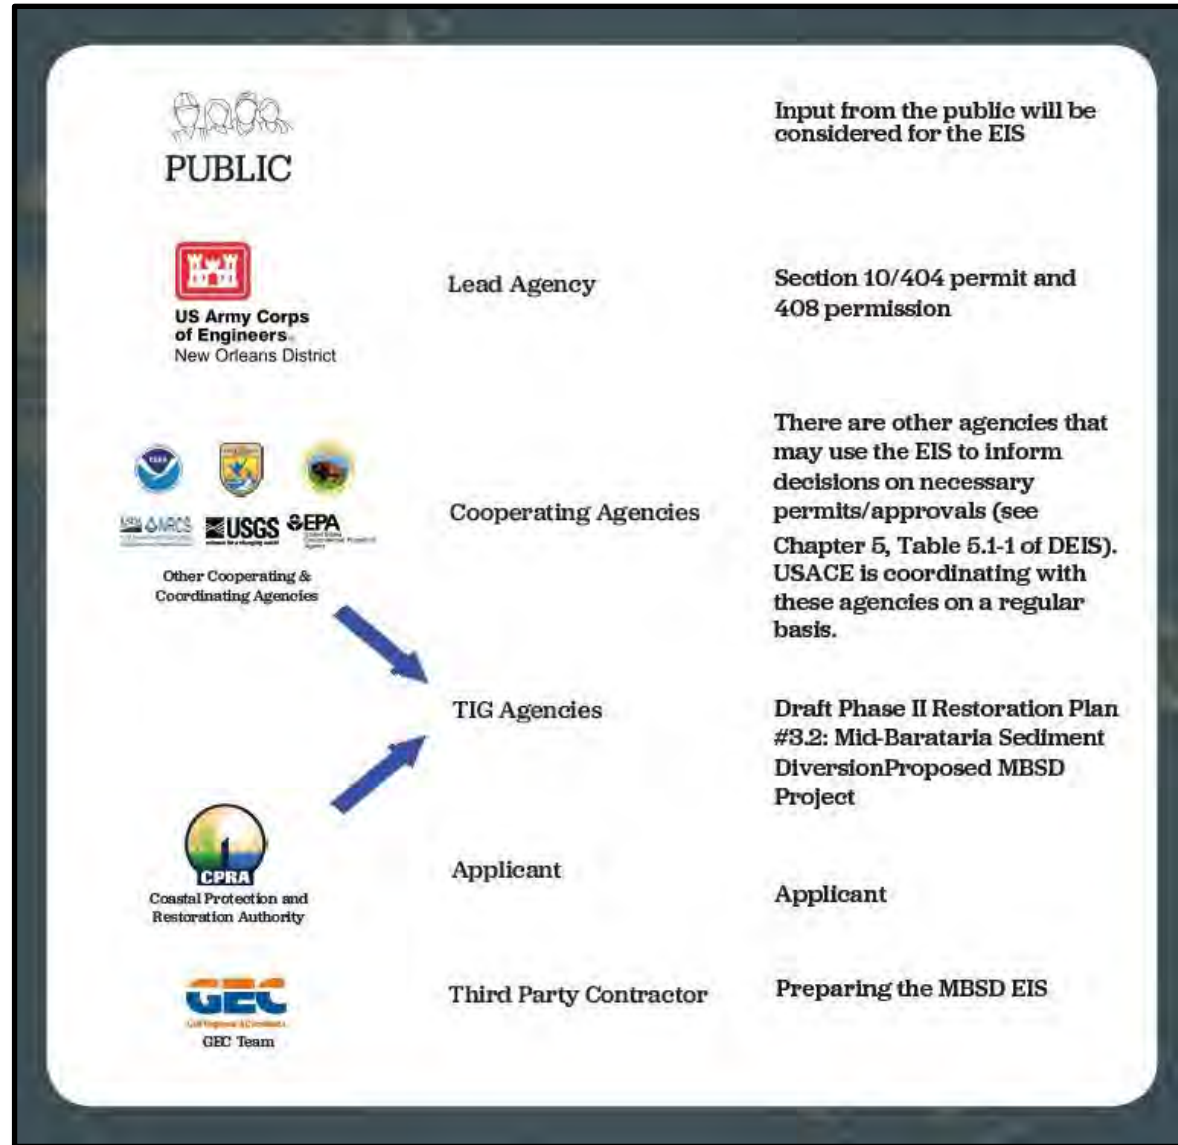 PUBLIC
Input from the public will be
considered for the EIS
US Army Corps
of Engineers
New Orleans District
Lead Agency
Section 10/404 permit and
408 permission
NRCS
USGS
EPA
Other Cooperating &
Coordinating Agencies
Cooperating Agencies
There are other agencies that
may use the EIS to inform
decisions on necessary
permits/approvals (see
Chapter 5, Table 5.1-1 of DEIS).
USACE is coordinating with
these agencies on a regular
basis.
TIG Agencies
Draft Phase II Restoration Plan
#3.2: Mid-Barataria Sediment
DiversionProposed MBSD
Project
CPRA
Coastal Protection and
Restoration Authority
Applicant
Applicant
GEC
GEC Team
Third Party Contractor
Preparing the MBSD EIS